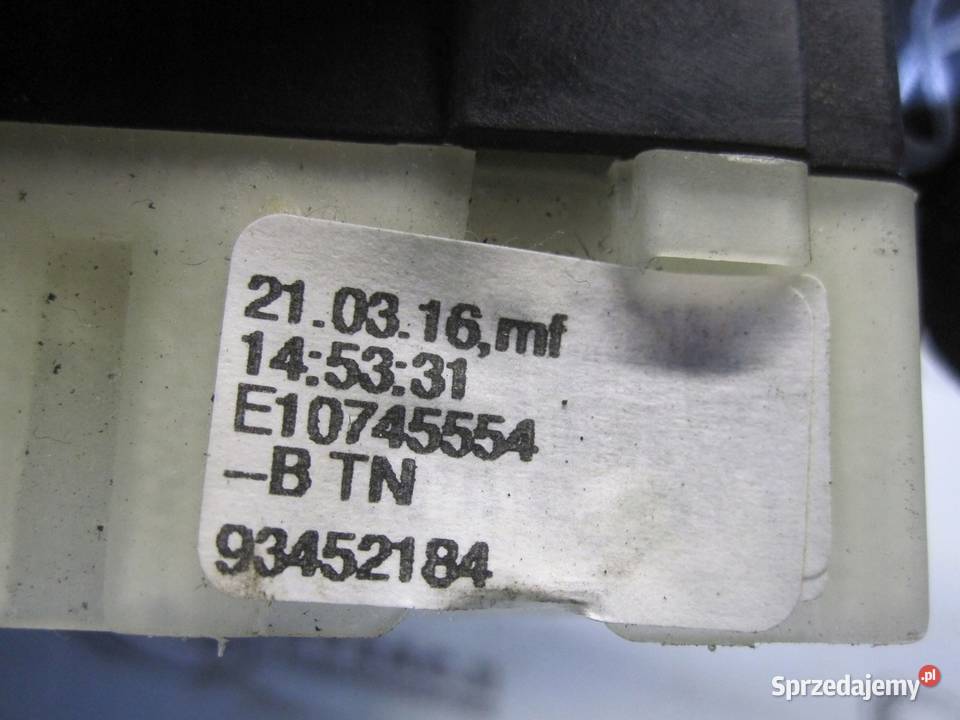 21.03.16,mf
14:53:31
E10745554
–B TN
93452184
Sprzedajemy.pl